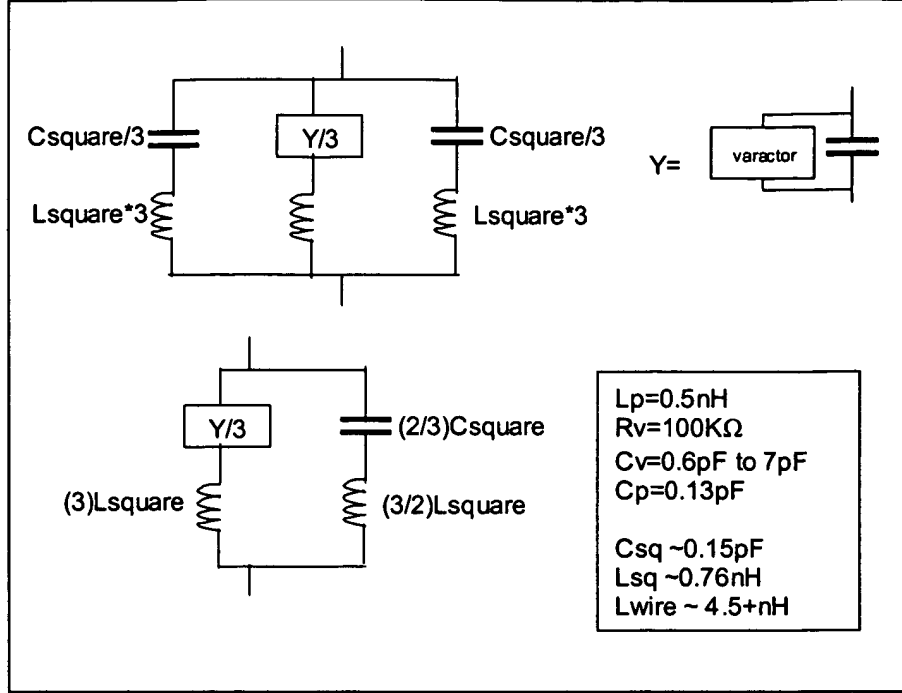 Csquare/3
Y/3
Csquare/3
Lsquare*3
Lsquare*3
Y=
varactor
Y/3
(2/3)Csquare
(3)Lsquare
(3/2)Lsquare
Lp=0.5nH
Rv=100KΩ
Cv=0.6pF to 7pF
Cp=0.13pF
Csq ~0.15pF
Lsq ~0.76nH
Lwire ~ 4.5+nH